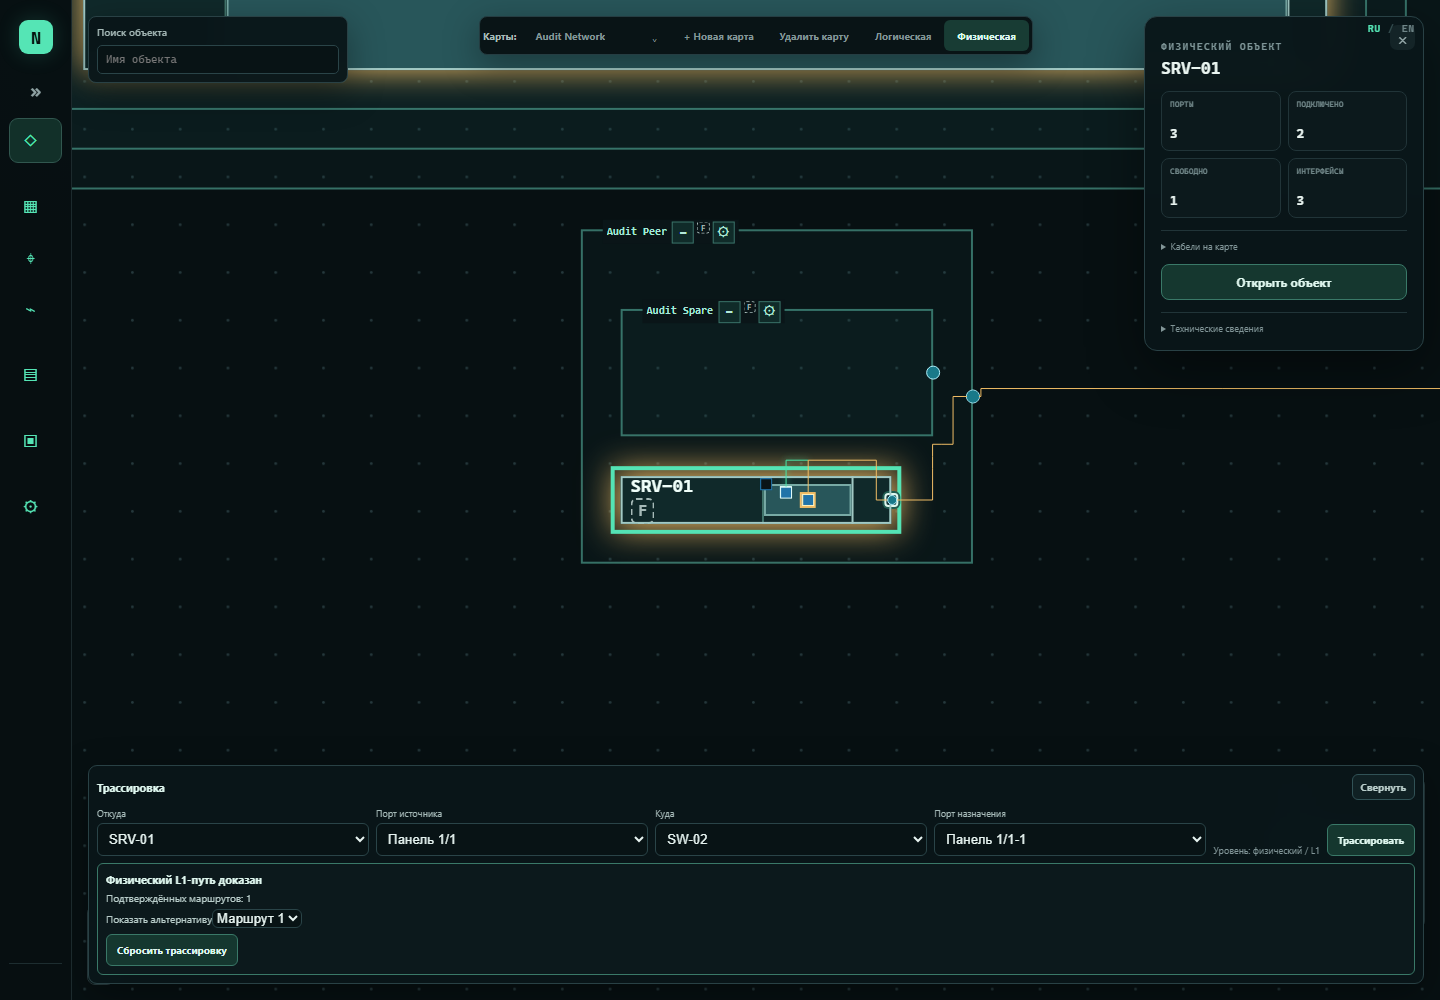 N
»
Поиск объекта
Имя объекта
Карты:
Audit Network
+ Новая карта
Удалить карту
Логическая
Физическая
RU / EN
×
ФИЗИЧЕСКИЙ ОБЪЕКТ
SRV-01
ПОРТЫ
3
ПОДКЛЮЧЕНО
2
СВОБОДНО
1
ИНТЕРФЕЙСЫ
3
Кабели на карте
Открыть объект
Технические сведения
Audit Peer
−
F
Audit Spare
−
F
SRV-01
F
Трассировка
Свернуть
Откуда
SRV-01
Порт источника
Панель 1/1
Куда
SW-02
Порт назначения
Панель 1/1-1
Уровень: физический / L1
Трассировать
Физический L1-путь доказан
Подтверждённых маршрутов: 1
Показать альтернативу Маршрут 1
Сбросить трассировку